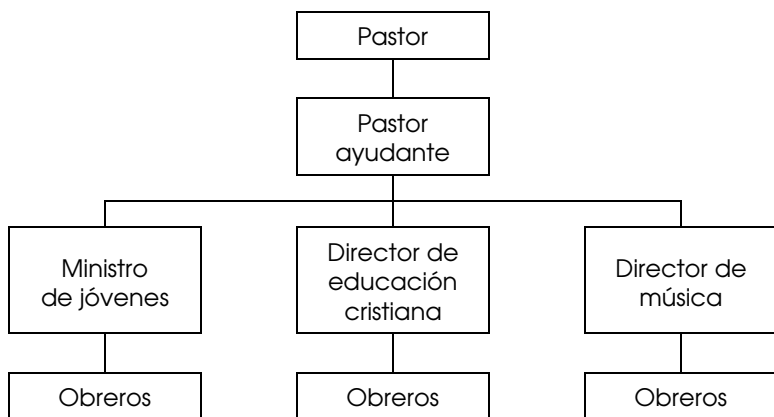 Pastor
Pastor
ayudante
Ministro
de jóvenes
Director de
educación
cristiana
Director de
música
Obreros
Obreros
Obreros